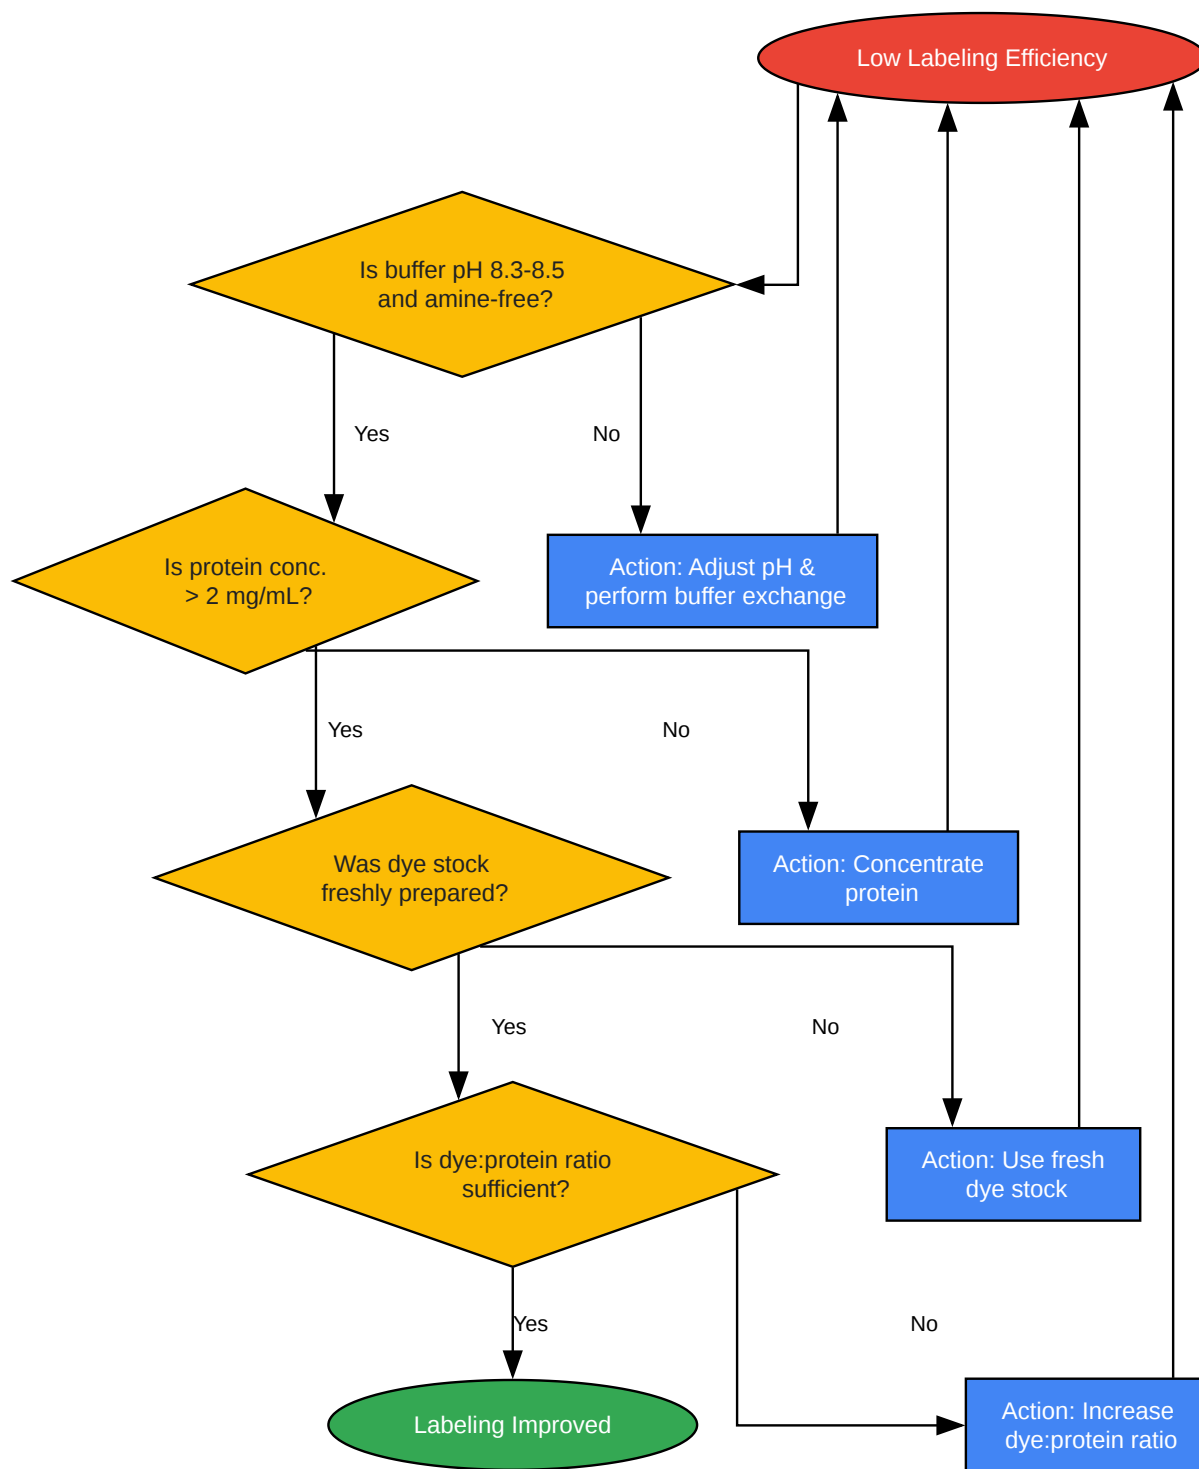 Low Labeling Efficiency
Is buffer pH 8.3-8.5
and amine-free?
Yes
No
Is protein conc.
> 2 mg/mL?
Action: Adjust pH &
perform buffer exchange
Yes
No
Was dye stock
freshly prepared?
Action: Concentrate
protein
Yes
No
Is dye:protein ratio
sufficient?
Action: Use fresh
dye stock
Yes
No
Labeling Improved
Action: Increase
dye:protein ratio